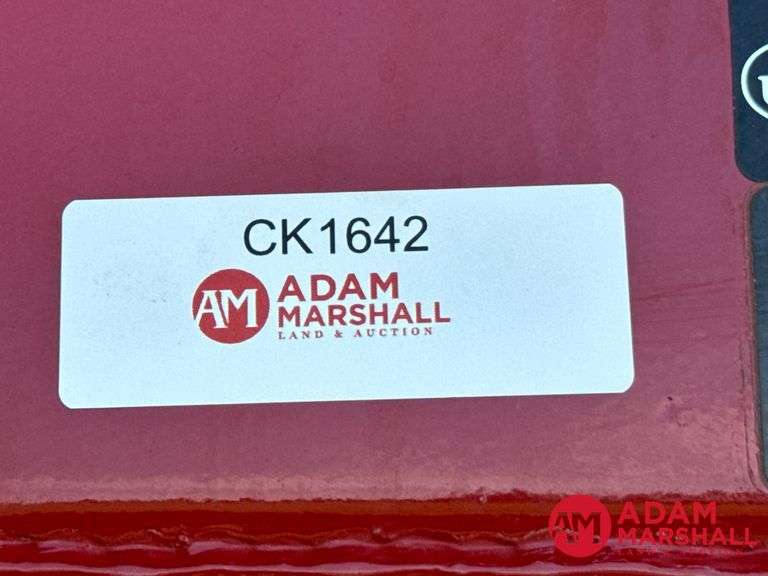 CK1642
AM
ADAM
MARSHALL
LAND & AUCTION
AM
ADAM
MARSHALL